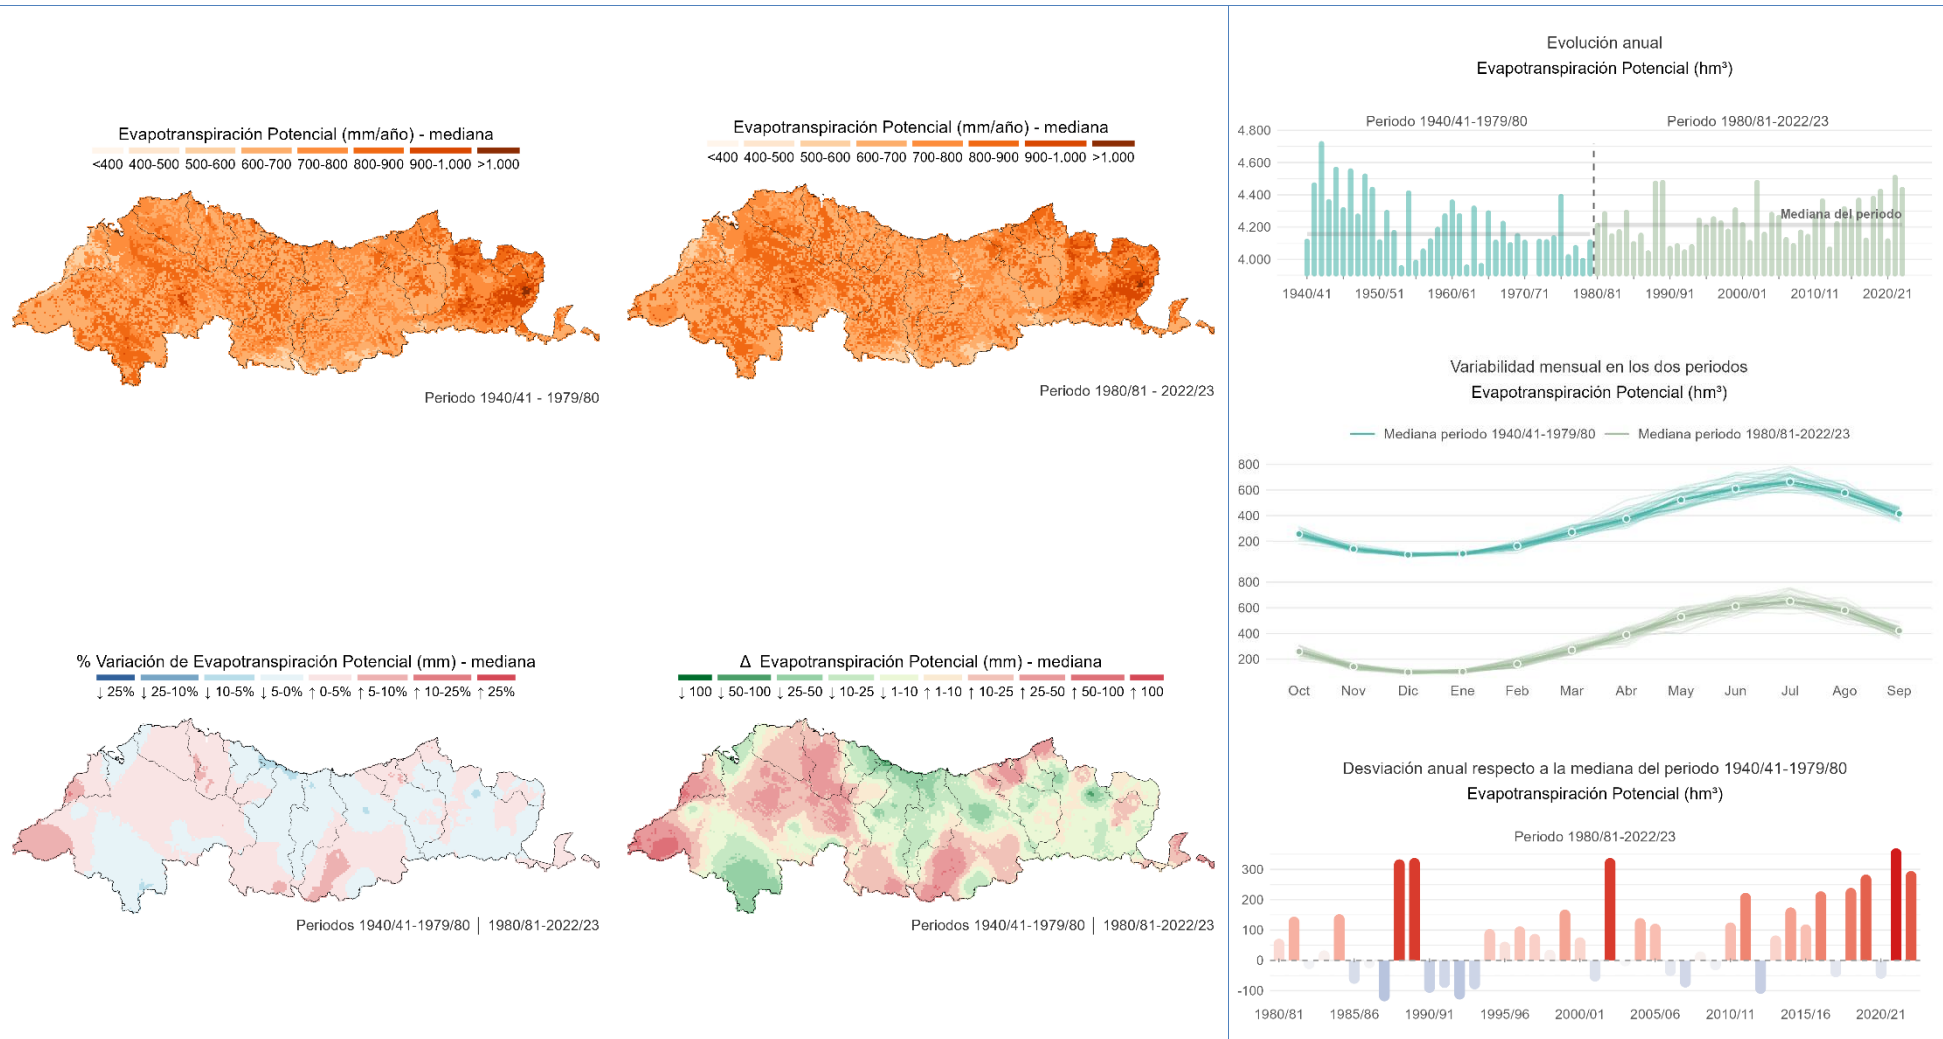 Evapotranspiración Potencial (mm/año) - mediana
<400 400-500 500-600 600-700 700-800 800-900 900-1.000 >1.000
Periodo 1940/41 - 1979/80
Evapotranspiración Potencial (mm/año) - mediana
<400 400-500 500-600 600-700 700-800 800-900 900-1.000 >1.000
Periodo 1980/81 - 2022/23
% Variación de Evapotranspiración Potencial (mm) - mediana
↓ 25% ↓ 25-10% ↓ 10-5% ↓ 5-0% ↑ 0-5% ↑ 5-10% ↑ 10-25% ↑ 25%
Periodos 1940/41-1979/80 | 1980/81-2022/23
Δ Evapotranspiración Potencial (mm) - mediana
↓ 100 ↓ 50-100 ↓ 25-50 ↓ 10-25 ↓ 1-10 ↑ 1-10 ↑ 10-25 ↑ 25-50 ↑ 50-100 ↑ 100
Periodos 1940/41-1979/80 | 1980/81-2022/23
Evolución anual
Evapotranspiración Potencial (hm³)
Periodo 1940/41-1979/80 Periodo 1980/81-2022/23
4.800
4.600
4.400
4.200
4.000
Mediana del periodo
1940/41 1950/51 1960/61 1970/71 1980/81 1990/91 2000/01 2010/11 2020/21
Variabilidad mensual en los dos periodos
Evapotranspiración Potencial (hm³)
Mediana periodo 1940/41-1979/80 Mediana periodo 1980/81-2022/23
800
600
400
200
800
600
400
200
Oct Nov Dic Ene Feb Mar Abr May Jun Jul Ago Sep
Desviación anual respecto a la mediana del periodo 1940/41-1979/80
Evapotranspiración Potencial (hm³)
Periodo 1980/81-2022/23
300
200
100
0
-100
1980/81 1985/86 1990/91 1995/96 2000/01 2005/06 2010/11 2015/16 2020/21